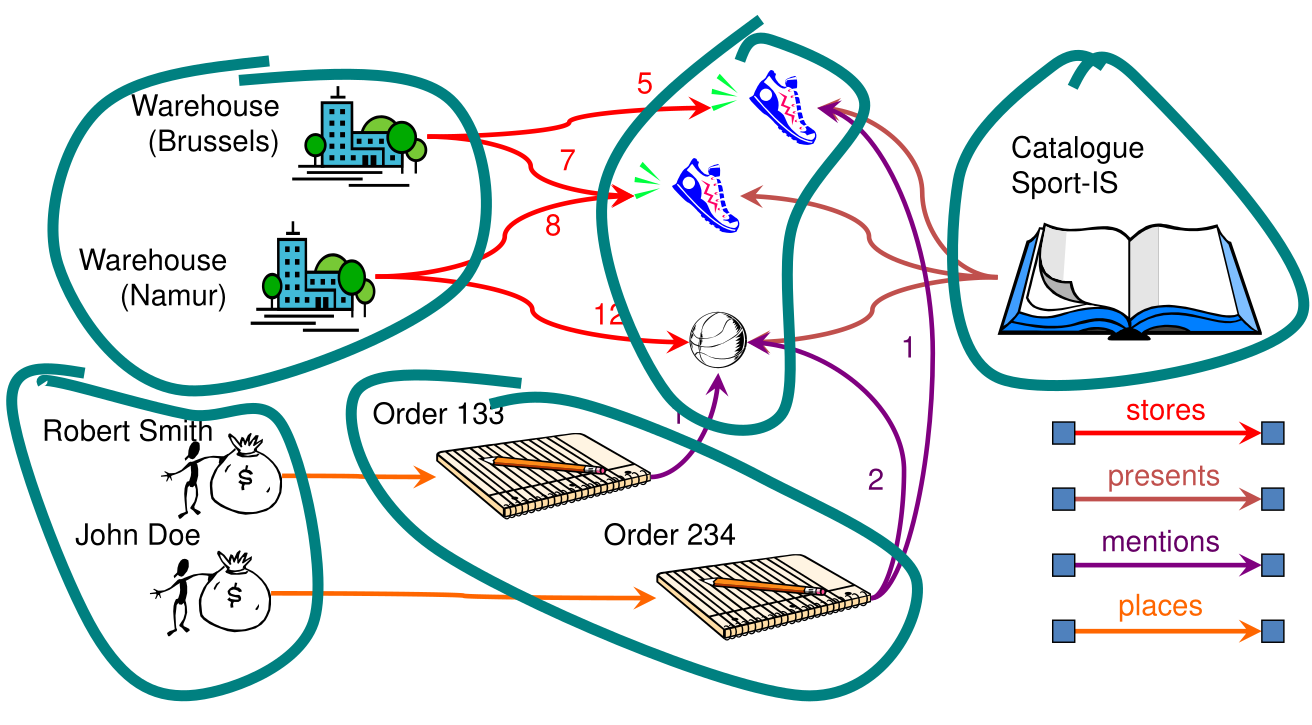 Warehouse
(Brussels)
5
7
8
Warehouse
(Namur)
12
Catalogue
Sport-IS
1
Robert Smith
$
Order 133
1
2
John Doe
$
Order 234
stores
presents
mentions
places